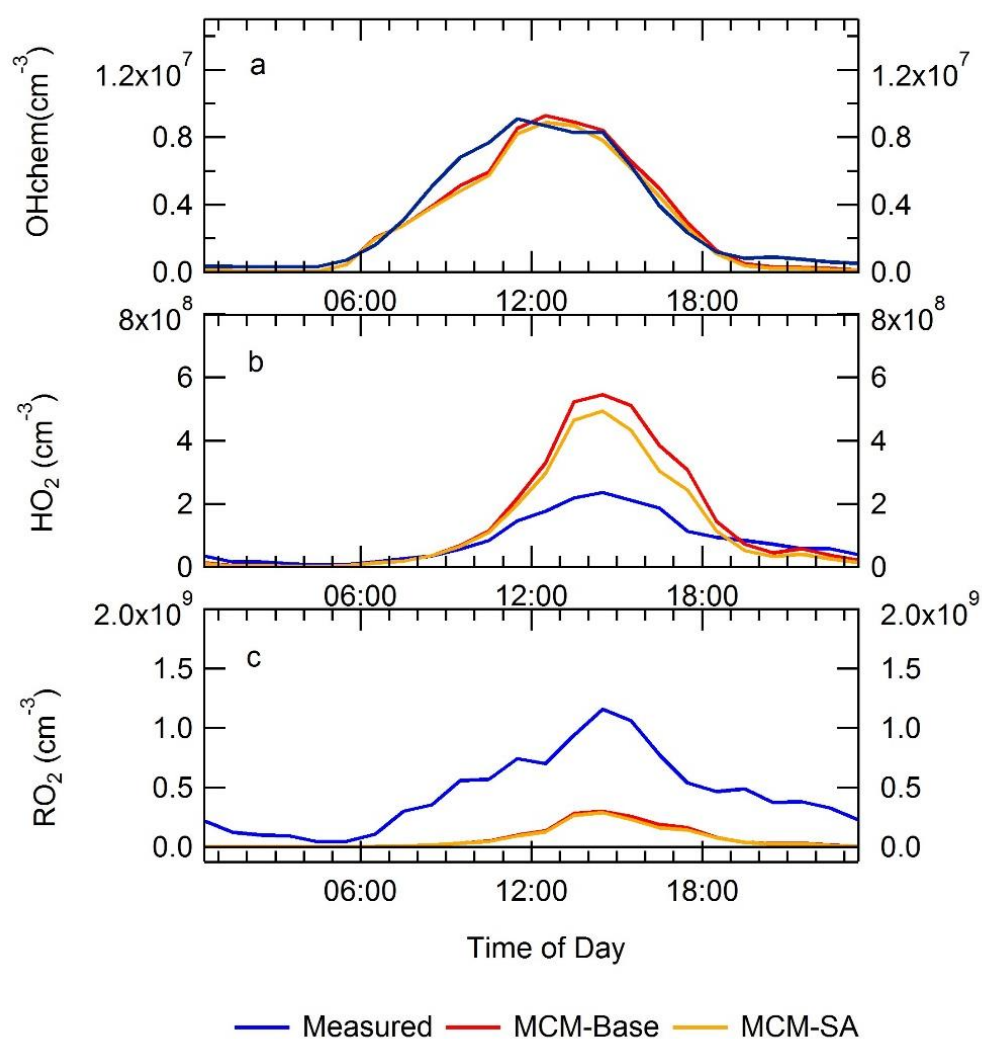 OHchem(cm-3)
a
1.2x10^7 1.2x10^7
0.8 0.8
0.4 0.4
0.0 0.0
06:00 12:00 18:00
HO2 (cm-3)
b
8x10^8 8x10^8
6 6
4 4
2 2
0 0
06:00 12:00 18:00
RO2 (cm-3)
c
2.0x10^9 2.0x10^9
1.5 1.5
1.0 1.0
0.5 0.5
0.0 0.0
06:00 12:00 18:00
Time of Day
Measured MCM-Base MCM-SA